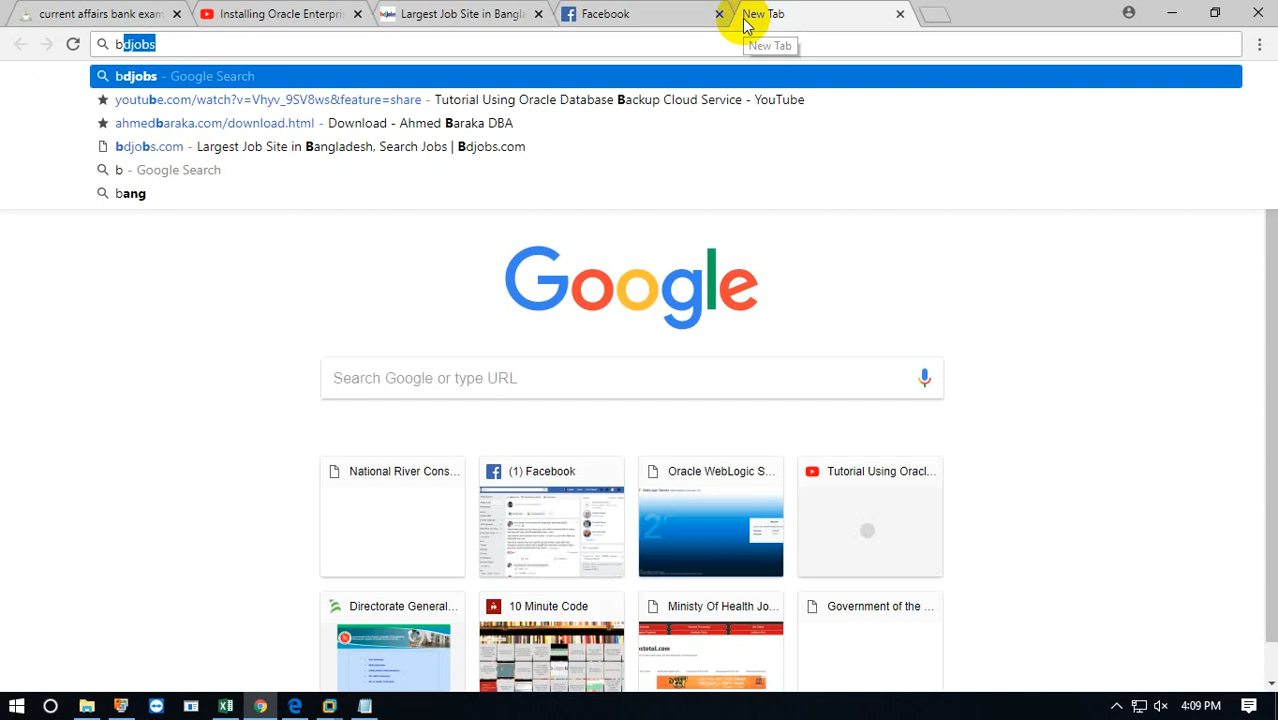 current affairs bank exam
Installing Oracle Enterpri
bdjobs Largest Job Site in Bangla
Facebook
New Tab
bdjobs
New Tab
bdjobs - Google Search
youtube.com/watch?v=Vhyv_9SV8ws&feature=share - Tutorial Using Oracle Database Backup Cloud Service - YouTube
ahmedbaraka.com/download.html - Download - Ahmed Baraka DBA
bdjobs.com - Largest Job Site in Bangladesh, Search Jobs | Bdjobs.com
b - Google Search
bang
Google
Search Google or type URL
National River Cons...
(1) Facebook
Oracle WebLogic S...
Tutorial Using Oracl...
Directorate General...
10 Minute Code
Ministy Of Health Jo...
Government of the ...
4:09 PM